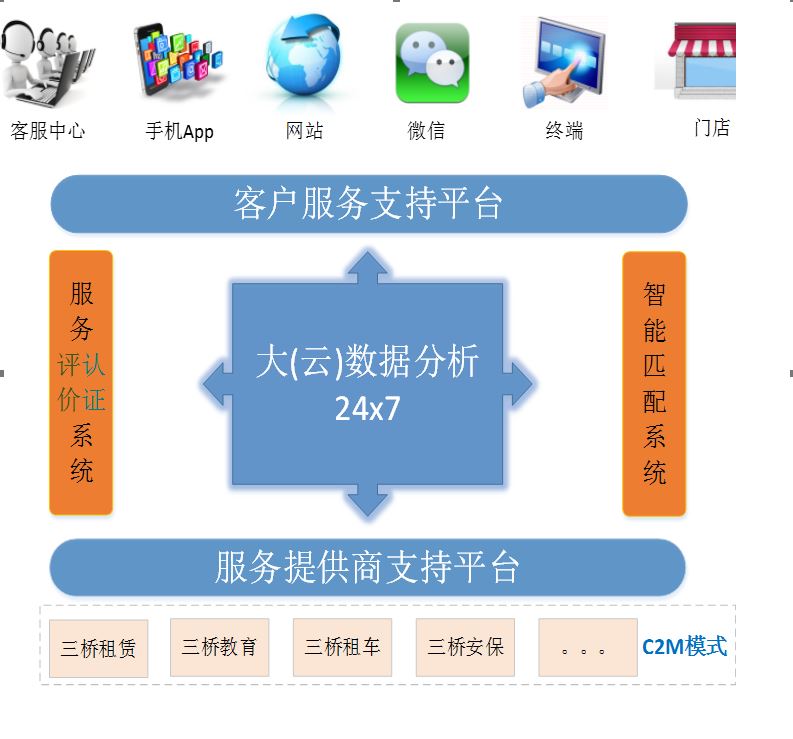 客服中心
手机App
网站
微信
终端
门店
客户服务支持平台
服
务
评认
价证
系
统
大(云)数据分析
24x7
智
能
匹
配
系
统
服务提供商支持平台
三桥租赁
三桥教育
三桥租车
三桥安保
。。。
C2M模式